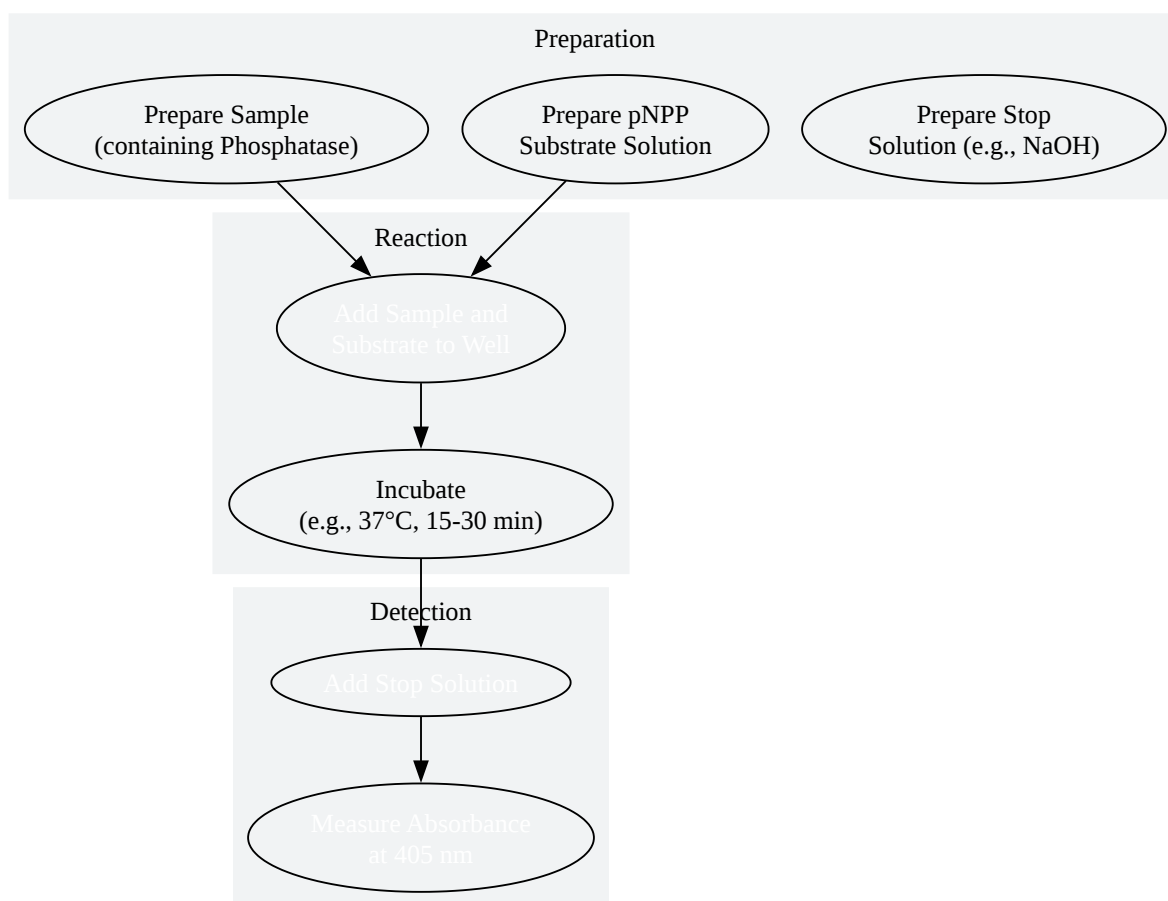 Preparation
Prepare Sample
(containing Phosphatase)
Prepare pNPP
Substrate Solution
Prepare Stop
Solution (e.g., NaOH)
Reaction
Add Sample and
Substrate to Well
Incubate
(e.g., 37°C, 15-30 min)
Detection
Add Stop Solution
Measure Absorbance
at 405 nm